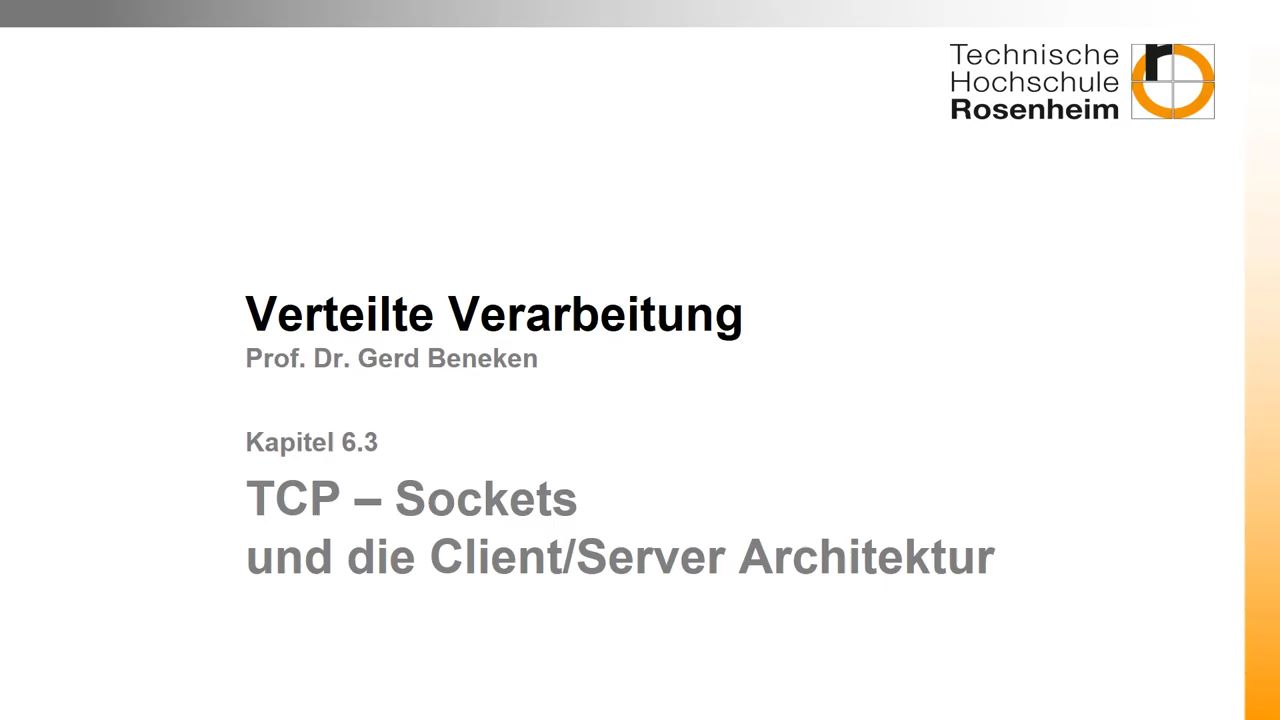 Technische
Hochschule
Rosenheim
Verteilte Verarbeitung
Prof. Dr. Gerd Beneken
Kapitel 6.3
TCP – Sockets
und die Client/Server Architektur